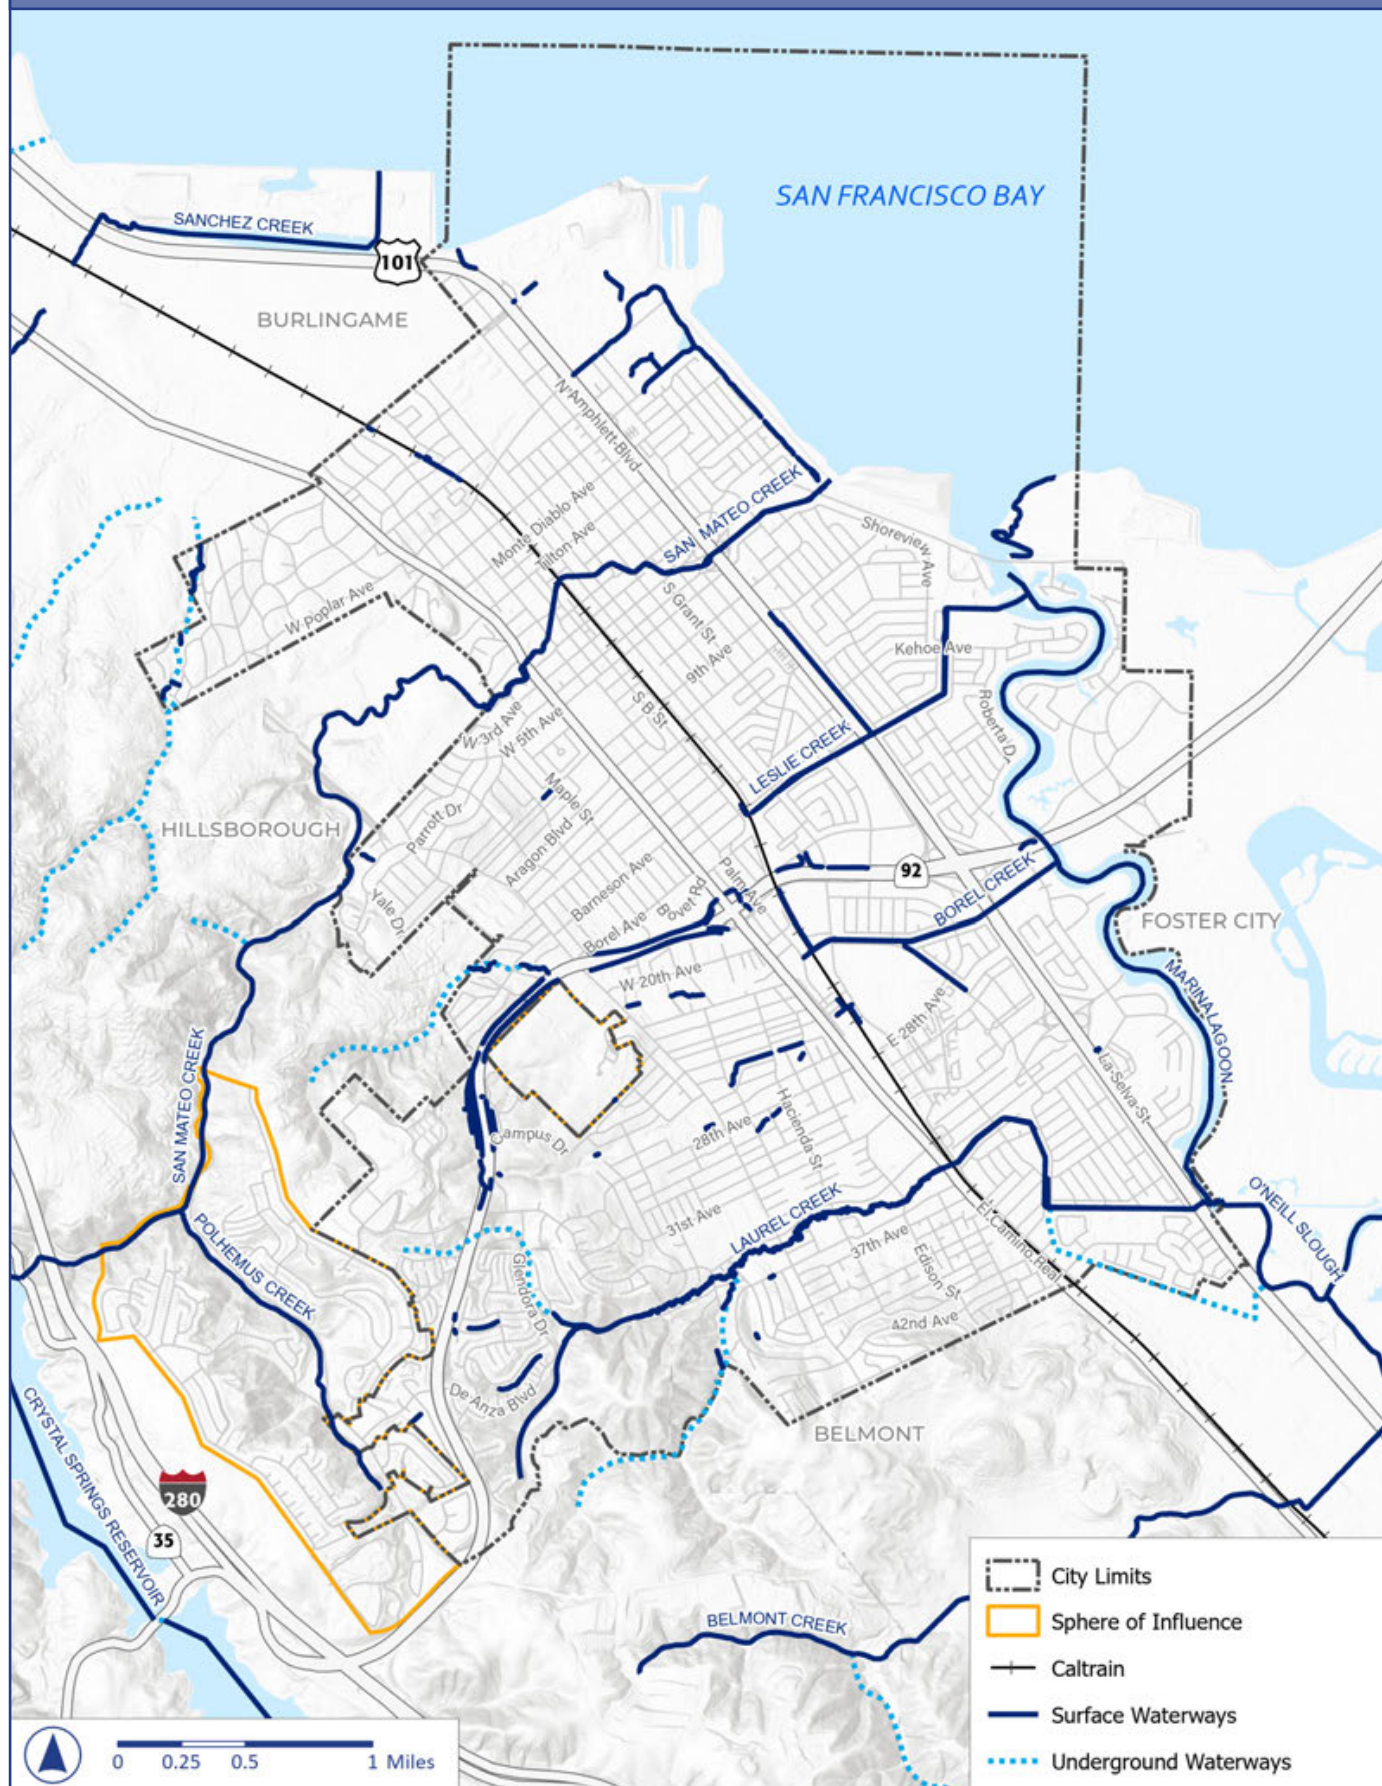 SAN FRANCISCO BAY
SANCHEZ CREEK
101
BURLINGAME
N Amphlett Blvd
SAN MATEO CREEK
Monte Diablo Ave
Tilton Ave
Shoreview Ave
W Poplar Ave
S Grant St
9th Ave
Kehoe Ave
S B St
Roberta Dr
W 3rd Ave
W 5th Ave
LESLIE CREEK
Maple St
Parrott Dr
HILLSBOROUGH
Aragon Blvd
Barneson Ave
Palm Ave
92
Yale Dr
Bovet Rd
BOREL CREEK
Borel Ave
FOSTER CITY
W 20th Ave
MARINA LAGOON
E 28th Ave
SAN MATEO CREEK
La Selva St
Campus Dr
28th Ave
Hacienda St
31st Ave
LAUREL CREEK
O'NEILL SLOUGH
POLHEMUS CREEK
37th Ave
El Camino Real
Glendora Dr
Edison St
42nd Ave
De Anza Blvd
CRYSTAL SPRINGS RESERVOIR
BELMONT
280
35
BELMONT CREEK
City Limits
Sphere of Influence
Caltrain
Surface Waterways
Underground Waterways
0 0.25 0.5 1 Miles